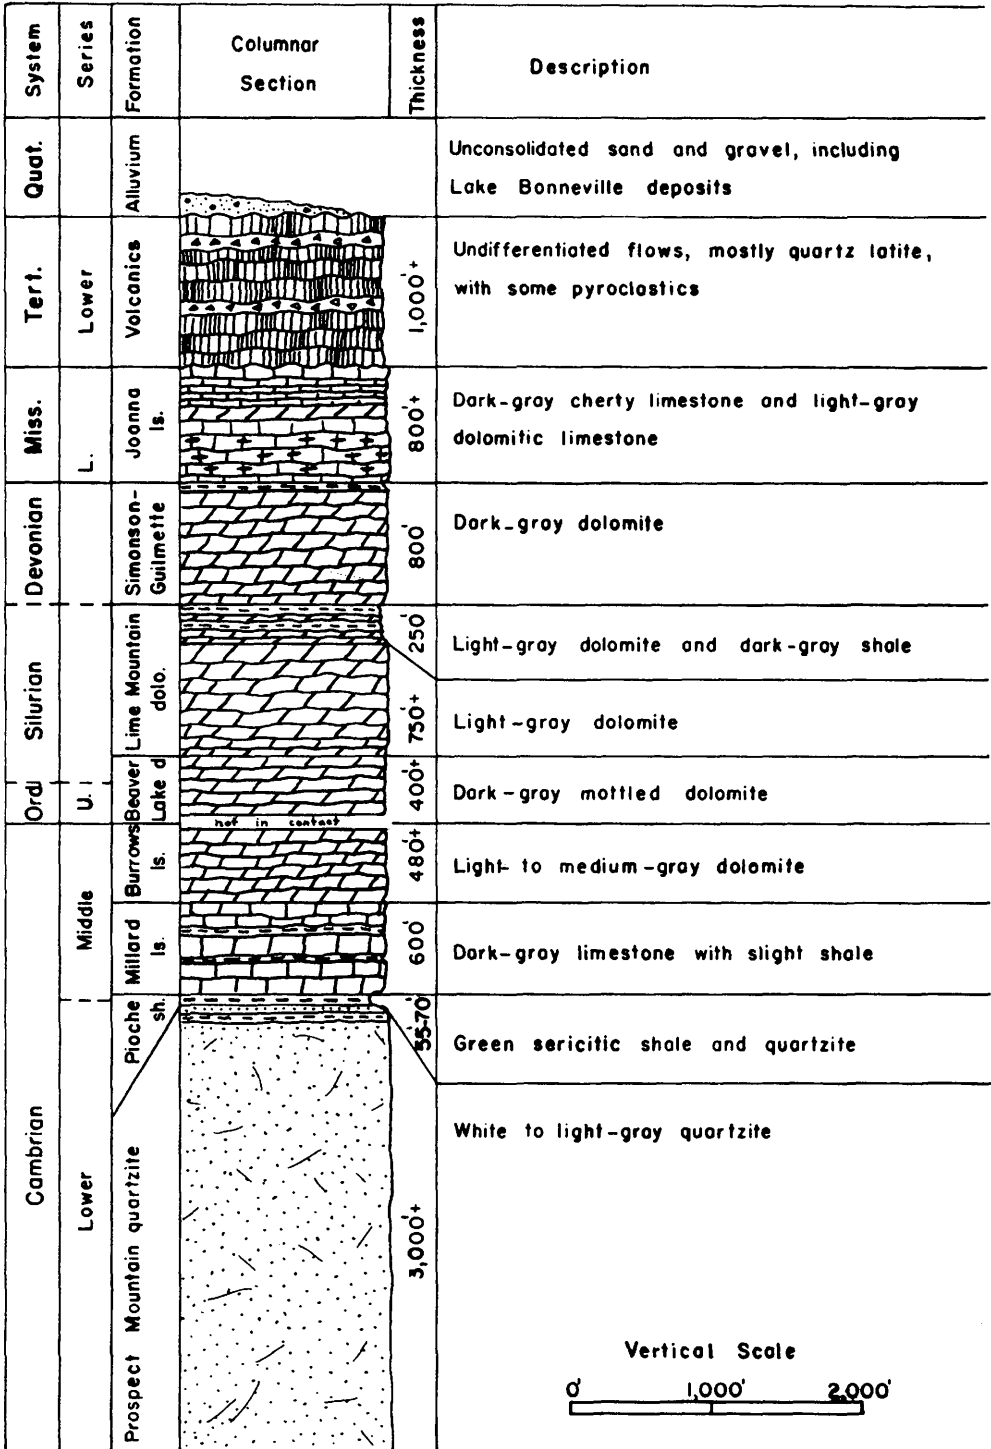 System
Series
Formation
Columnar
Section
Thickness
Description
Quat.
Alluvium
Unconsolidated sand and gravel, including
Lake Bonneville deposits
Tert.
Lower
Volcanics
1,000'+
Undifferentiated flows, mostly quartz latite,
with some pyroclastics
Miss.
L.
Joanna
ls.
800'+
Dark-gray cherty limestone and light-gray
dolomitic limestone
Devonian
Simonson-
Guilmette
800'
Dark-gray dolomite
Silurian
Lime Mountain
dolo.
250'
Light-gray dolomite and dark-gray shale
750'+
Light-gray dolomite
Ord
U.
Beaver
Lake d
400'+
Dark-gray mottled dolomite
not in contact
Cambrian
Middle
Burrows
ls.
480'+
Light- to medium-gray dolomite
Millard
ls.
600'
Dark-gray limestone with slight shale
Lower
Pioche
sh.
55-70'
Green sericitic shale and quartzite
Prospect Mountain quartzite
3,000'+
White to light-gray quartzite
Vertical Scale
0' 1,000' 2,000'